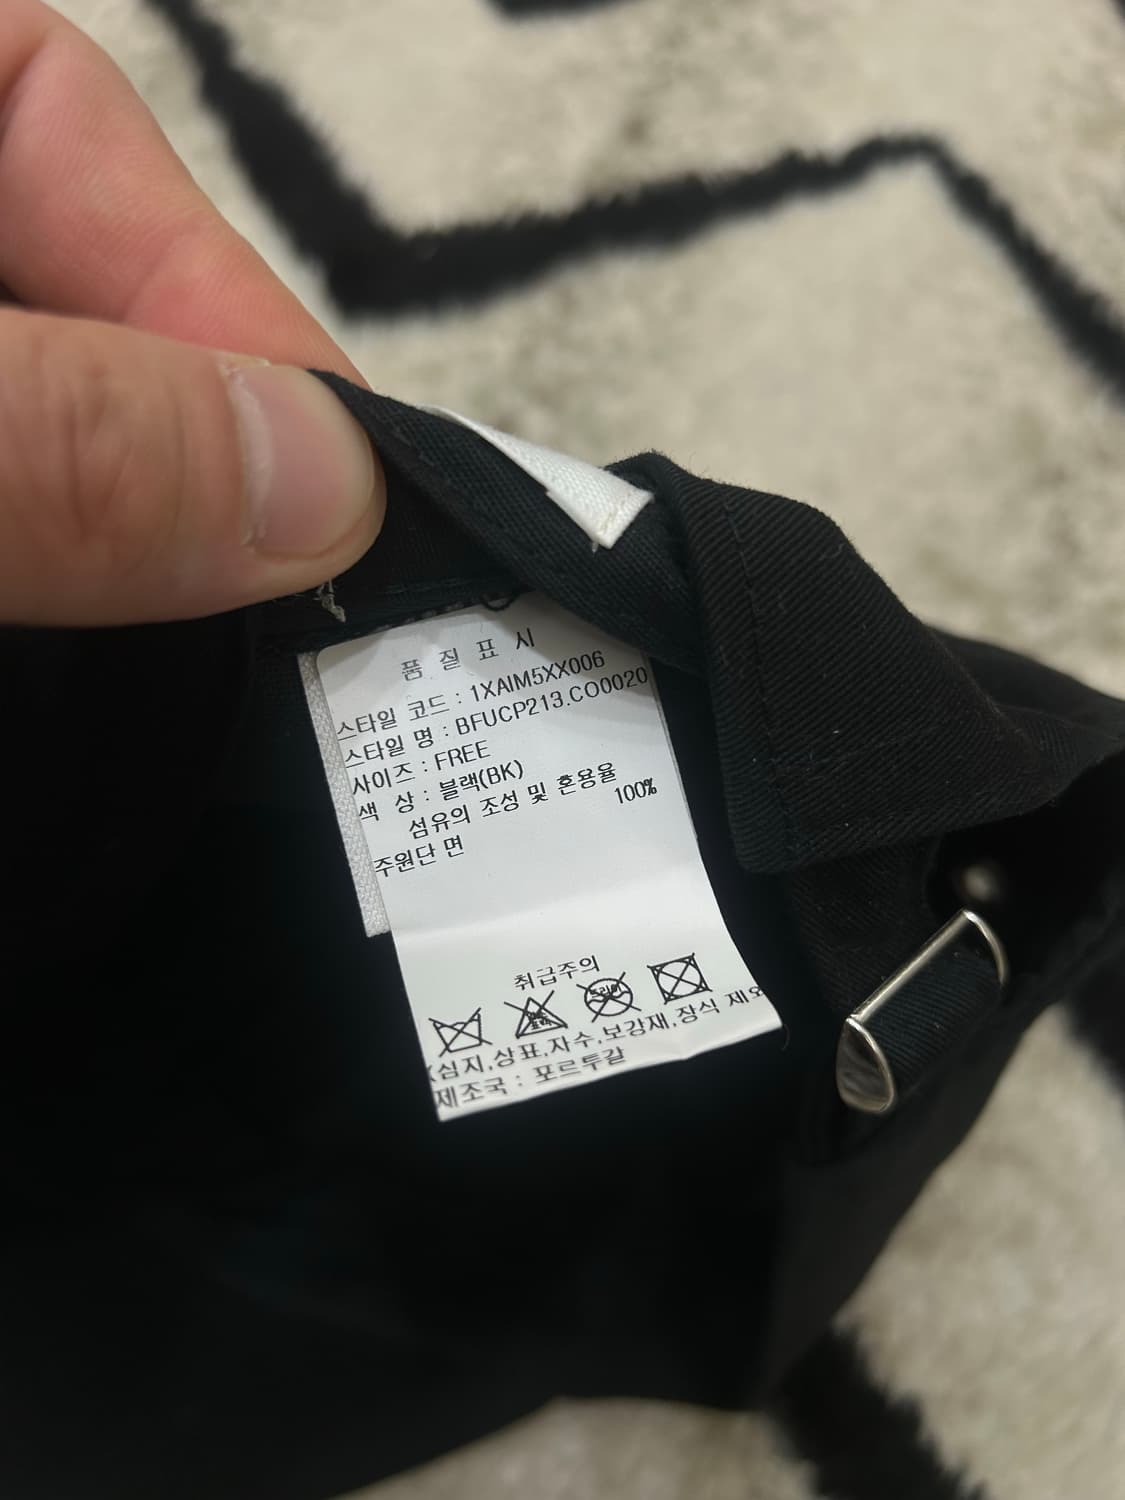 품 질 표 시
스타일 코드 : 1XAIM5XX006
스타일 명 : BFUCP213.CO0020
사이즈 : FREE
색 상 : 블랙(BK)
섬유의 조성 및 혼용율
100%
주원단 면
취급주의
드라이
(심지,상표,자수,보강재,장식 제외
제조국 : 포르투갈